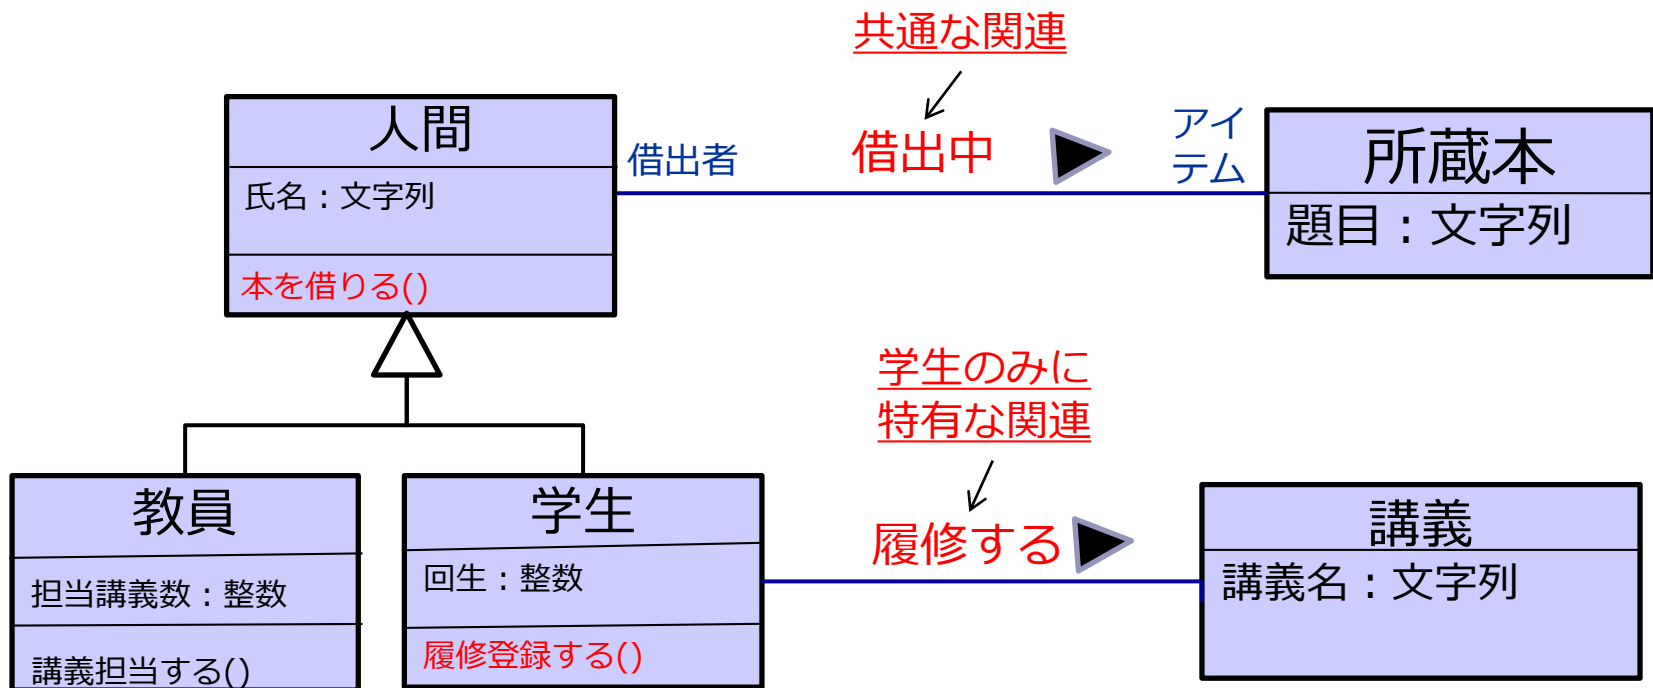 共通な関連
人間
借出者
借出中
アイ
テム
所蔵本
氏名：文字列
題目：文字列
本を借りる()
学生のみに
特有な関連
教員
学生
履修する
講義
担当講義数：整数
回生：整数
講義名：文字列
講義担当する()
履修登録する()